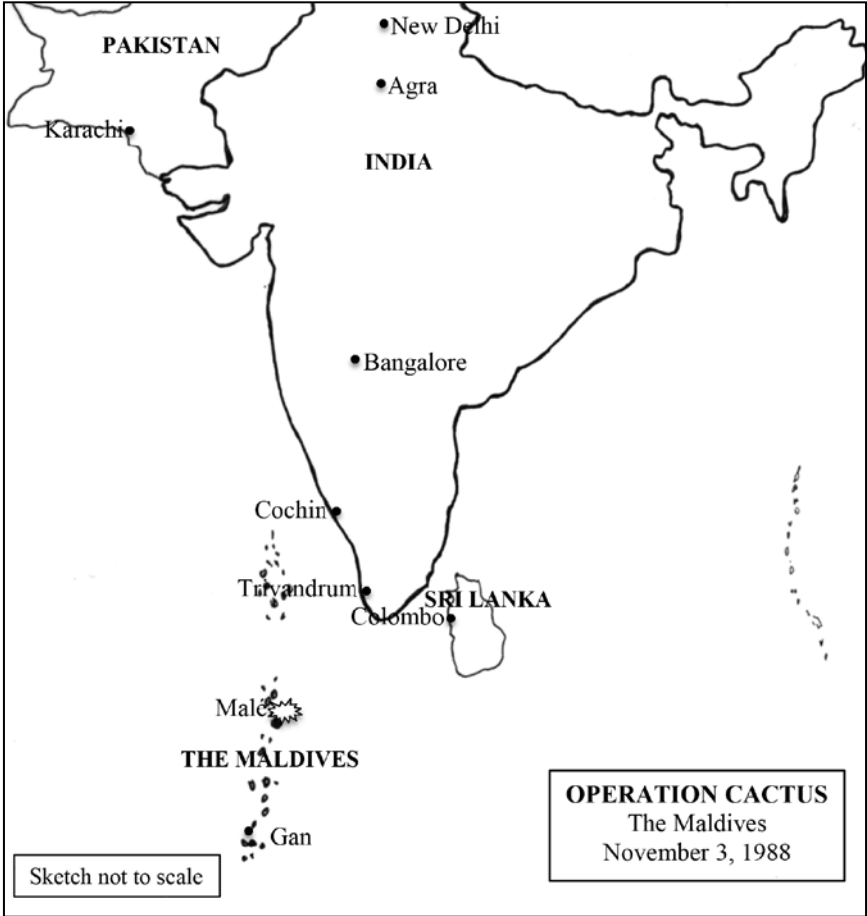 New Delhi
PAKISTAN
Agra
Karachi
INDIA
Bangalore
Cochin
Trivandrum
SRI LANKA
Colombo
Malé
THE MALDIVES
OPERATION CACTUS
The Maldives
November 3, 1988
Gan
Sketch not to scale